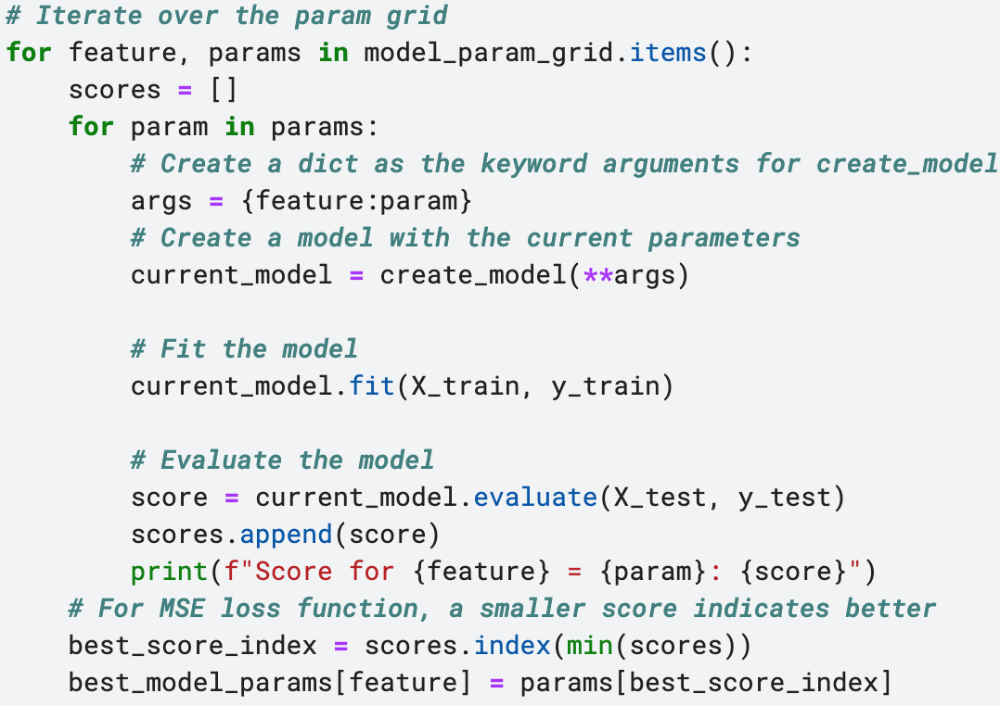 # Iterate over the param grid
for feature, params in model_param_grid.items():
    scores = []
    for param in params:
        # Create a dict as the keyword arguments for create_model
        args = {feature:param}
        # Create a model with the current parameters
        current_model = create_model(**args)

        # Fit the model
        current_model.fit(X_train, y_train)

        # Evaluate the model
        score = current_model.evaluate(X_test, y_test)
        scores.append(score)
        print(f"Score for {feature} = {param}: {score}")
    # For MSE loss function, a smaller score indicates better
    best_score_index = scores.index(min(scores))
    best_model_params[feature] = params[best_score_index]